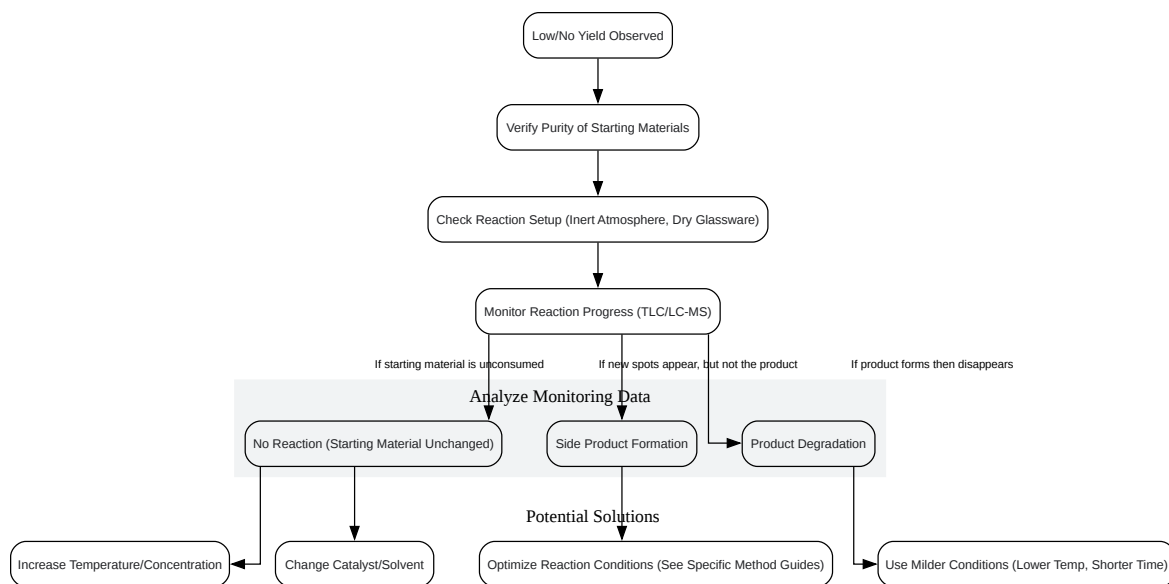 Low/No Yield Observed
Verify Purity of Starting Materials
Check Reaction Setup (Inert Atmosphere, Dry Glassware)
Monitor Reaction Progress (TLC/LC-MS)
If starting material is unconsumed
If new spots appear, but not the product
If product forms then disappears
Analyze Monitoring Data
No Reaction (Starting Material Unchanged)
Side Product Formation
Product Degradation
Potential Solutions
Increase Temperature/Concentration
Change Catalyst/Solvent
Optimize Reaction Conditions (See Specific Method Guides)
Use Milder Conditions (Lower Temp, Shorter Time)